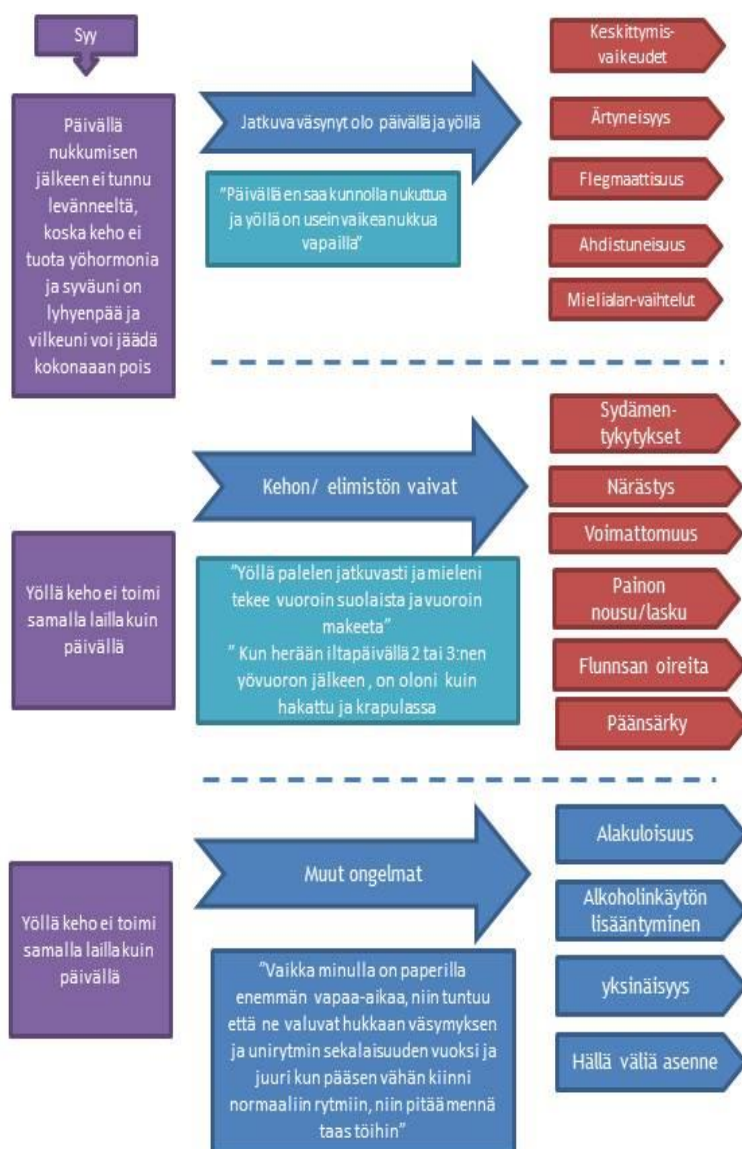 Syy
Päivällä
nukkumisen
jälkeen ei tunnu
levänneeltä,
koska keho ei
tuota yöhormonia
ja syväuni on
lyhyenpää ja
vilkeuni voi jäädä
kokonaaan pois
Jatkuva väsynyt olo päivällä ja yöllä
"Päivällä en saa kunnolla nukuttua
ja yöllä on usein vaikea nukkua
vapailla"
Keskittymis-
vaikeudet
Ärtyneisyys
Flegmaattisuus
Ahdistuneisuus
Mielialan-vaihtelut
Yöllä keho ei toimi
samalla lailla kuin
päivällä
Kehon/ elimistön vaivat
"Yöllä palelen jatkuvasti ja mieleni
tekee vuoroin suolaista ja vuoroin
makeeta"
" Kun herään iltapäivällä 2 tai 3:nen
yövuoron jälkeen , on oloni kuin
hakattu ja krapulassa
Sydämen-
tykytykset
Närästys
Voimattomuus
Painon
nousu/lasku
Flunnsan oireita
Päänsärky
Yöllä keho ei toimi
samalla lailla kuin
päivällä
Muut ongelmat
"Vaikka minulla on paperilla
enemmän vapaa-aikaa, niin tuntuu
että ne valuvat hukkaan väsymyksen
ja unirytmin sekalaisuuden vuoksi ja
juuri kun pääsen vähän kiinni
normaaliin rytmiin, niin pitää mennä
taas töihin"
Alakuloisuus
Alkoholinkäytön
lisääntyminen
yksinäisyys
Hällä väliä asenne